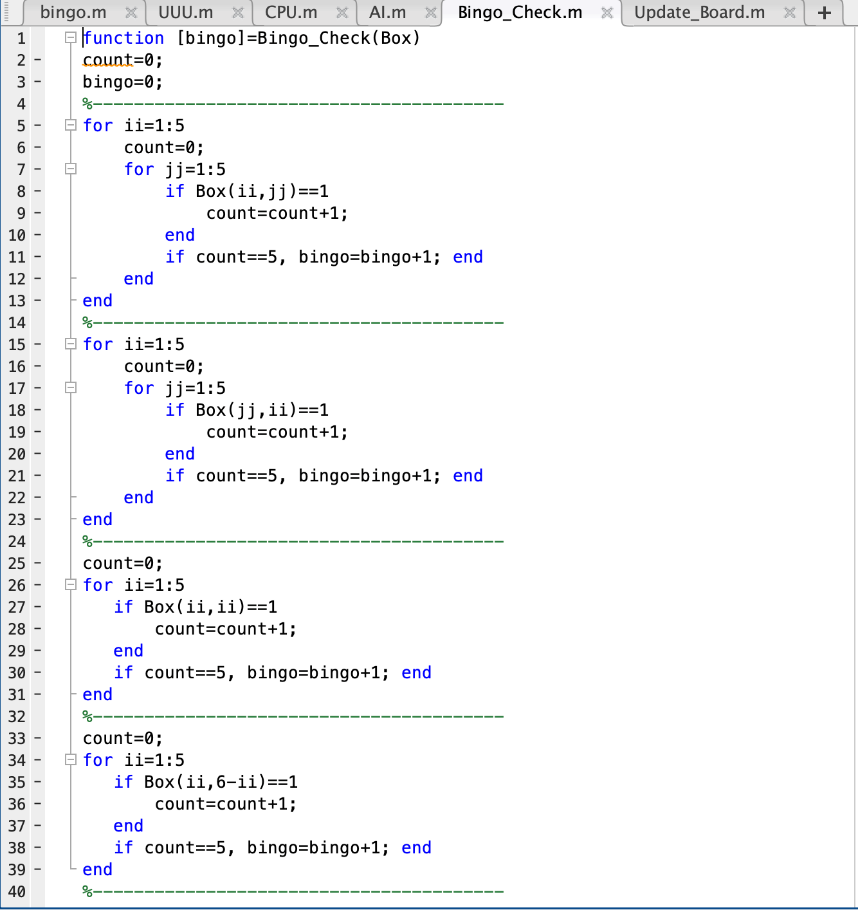 bingo.m × UUU.m × CPU.m × AI.m × Bingo_Check.m × Update_Board.m × +
1 function [bingo]=Bingo_Check(Box)
2 - count=0;
3 - bingo=0;
4 %----------------------------------------
5 - for ii=1:5
6 - count=0;
7 - for jj=1:5
8 - if Box(ii,jj)==1
9 - count=count+1;
10 - end
11 - if count==5, bingo=bingo+1; end
12 - end
13 - end
14 %----------------------------------------
15 - for ii=1:5
16 - count=0;
17 - for jj=1:5
18 - if Box(jj,ii)==1
19 - count=count+1;
20 - end
21 - if count==5, bingo=bingo+1; end
22 - end
23 - end
24 %----------------------------------------
25 - count=0;
26 - for ii=1:5
27 - if Box(ii,ii)==1
28 - count=count+1;
29 - end
30 - if count==5, bingo=bingo+1; end
31 - end
32 %----------------------------------------
33 - count=0;
34 - for ii=1:5
35 - if Box(ii,6-ii)==1
36 - count=count+1;
37 - end
38 - if count==5, bingo=bingo+1; end
39 - end
40 %----------------------------------------